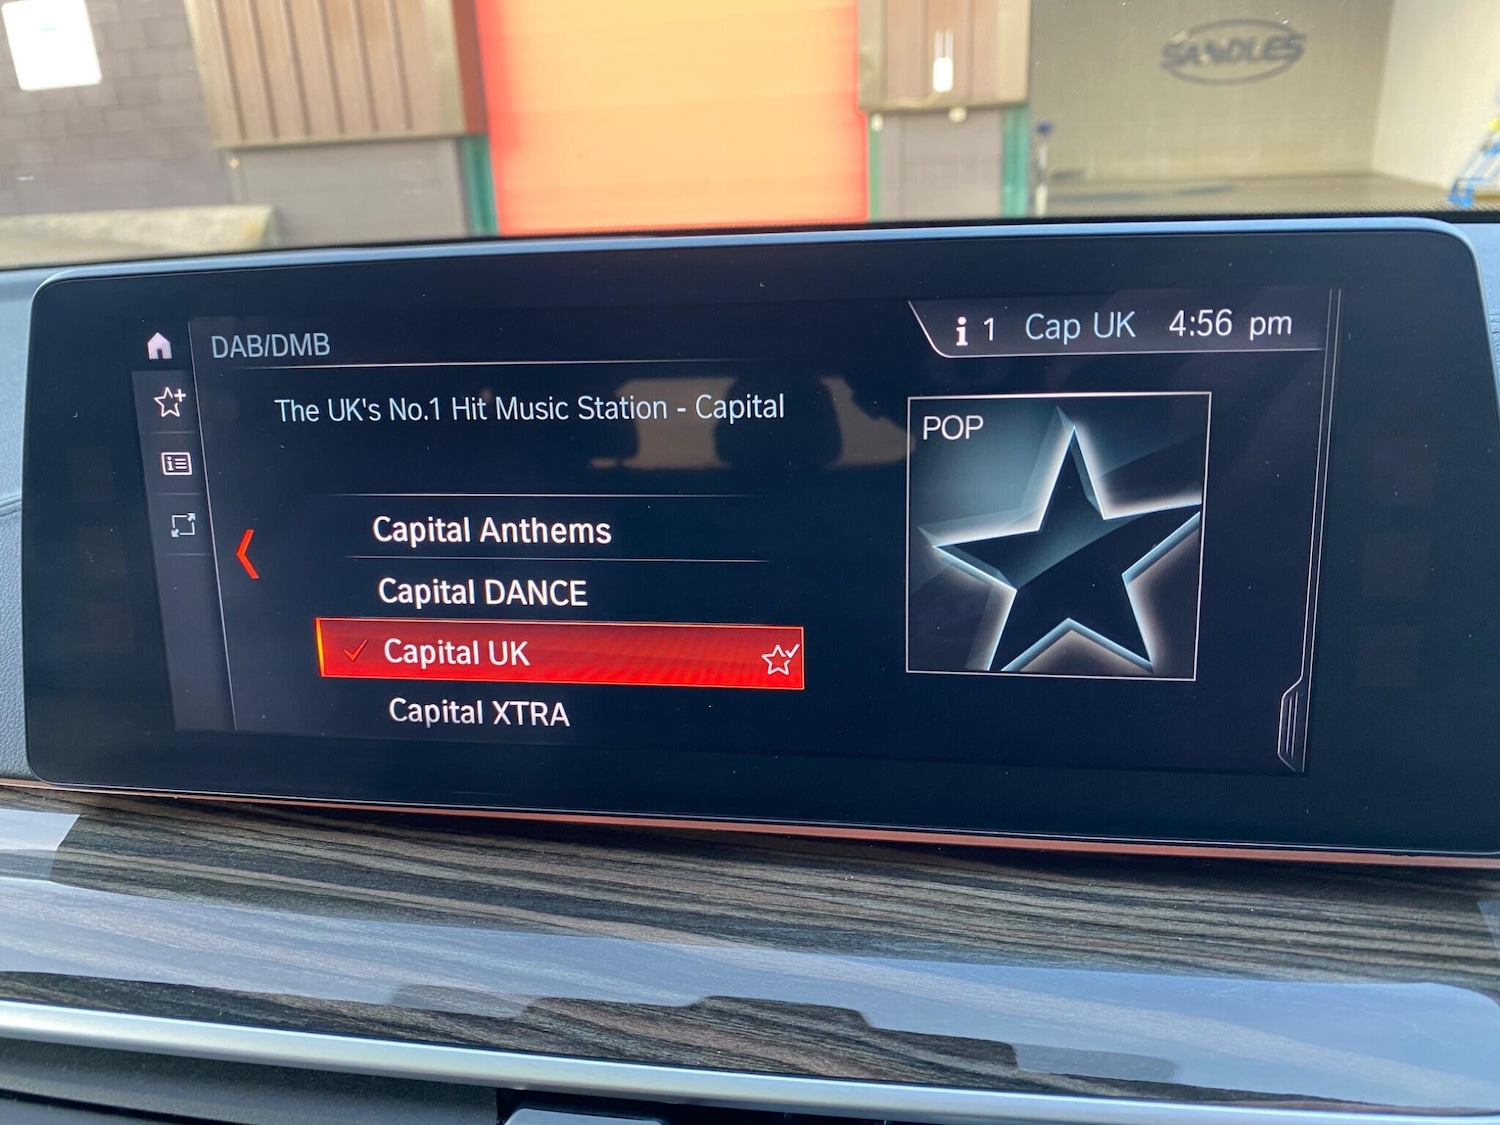 SANDLES
DAB/DMB
i 1 Cap UK 4:56 pm
The UK's No.1 Hit Music Station - Capital
POP
Capital Anthems
Capital DANCE
Capital UK
Capital XTRA